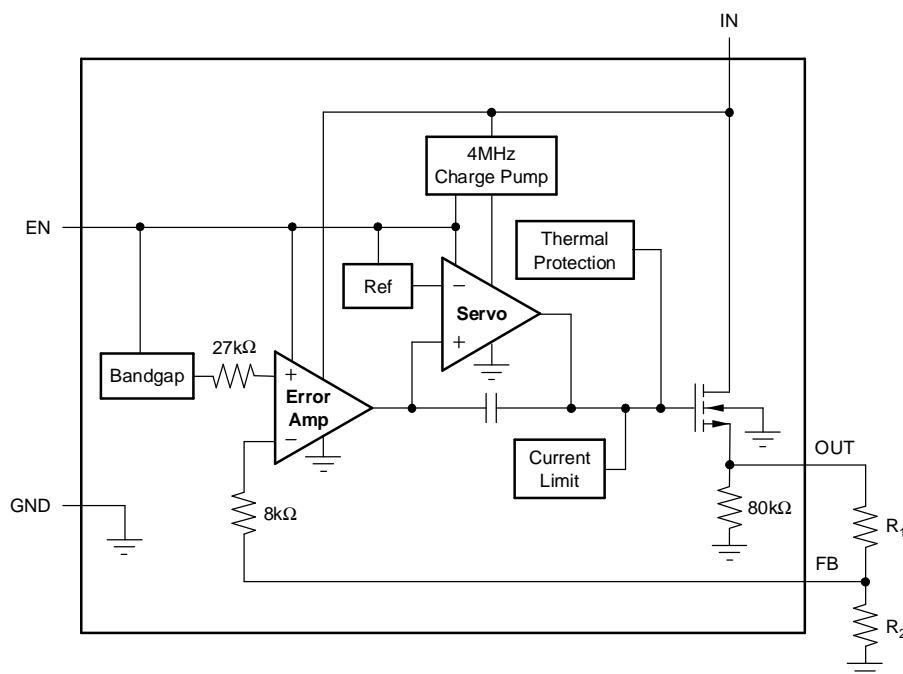 IN
4MHz
Charge Pump
EN
Thermal
Protection
Ref
−
Servo
+
27kΩ
Bandgap
+
Error
Amp
−
Current
Limit
OUT
GND
8kΩ
80kΩ
R1
FB
R2